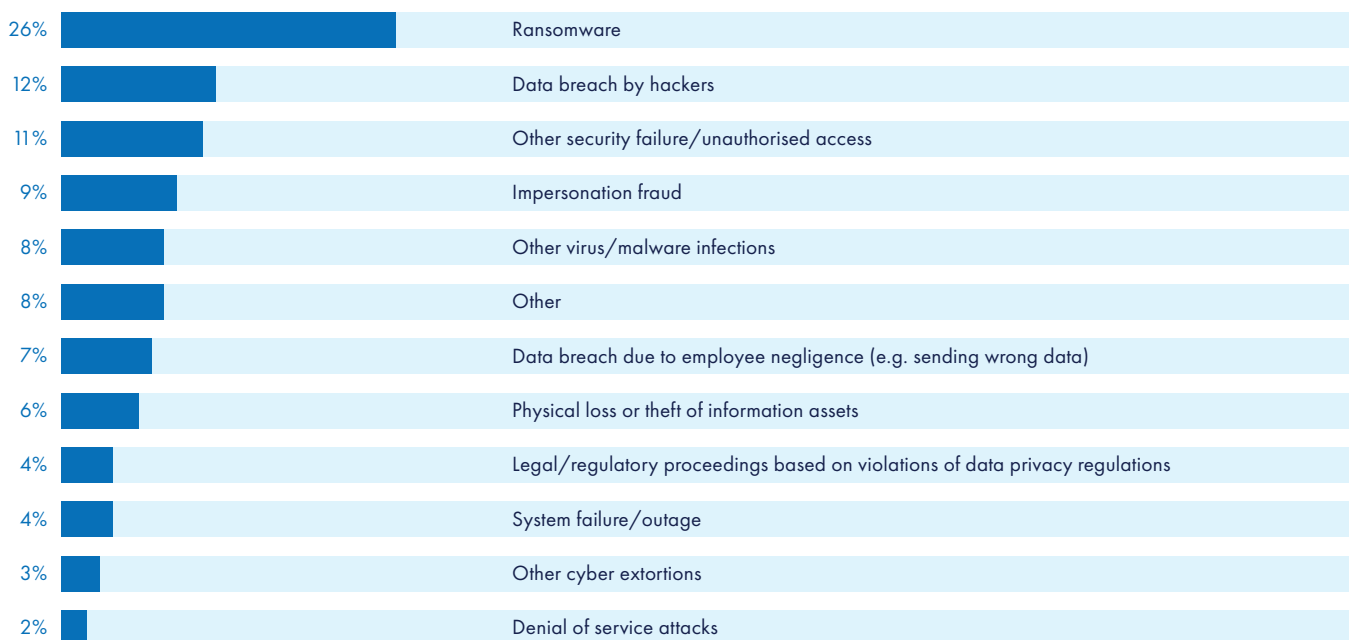 26% Ransomware
12% Data breach by hackers
11% Other security failure/unauthorised access
9% Impersonation fraud
8% Other virus/malware infections
8% Other
7% Data breach due to employee negligence (e.g. sending wrong data)
6% Physical loss or theft of information assets
4% Legal/regulatory proceedings based on violations of data privacy regulations
4% System failure/outage
3% Other cyber extortions
2% Denial of service attacks